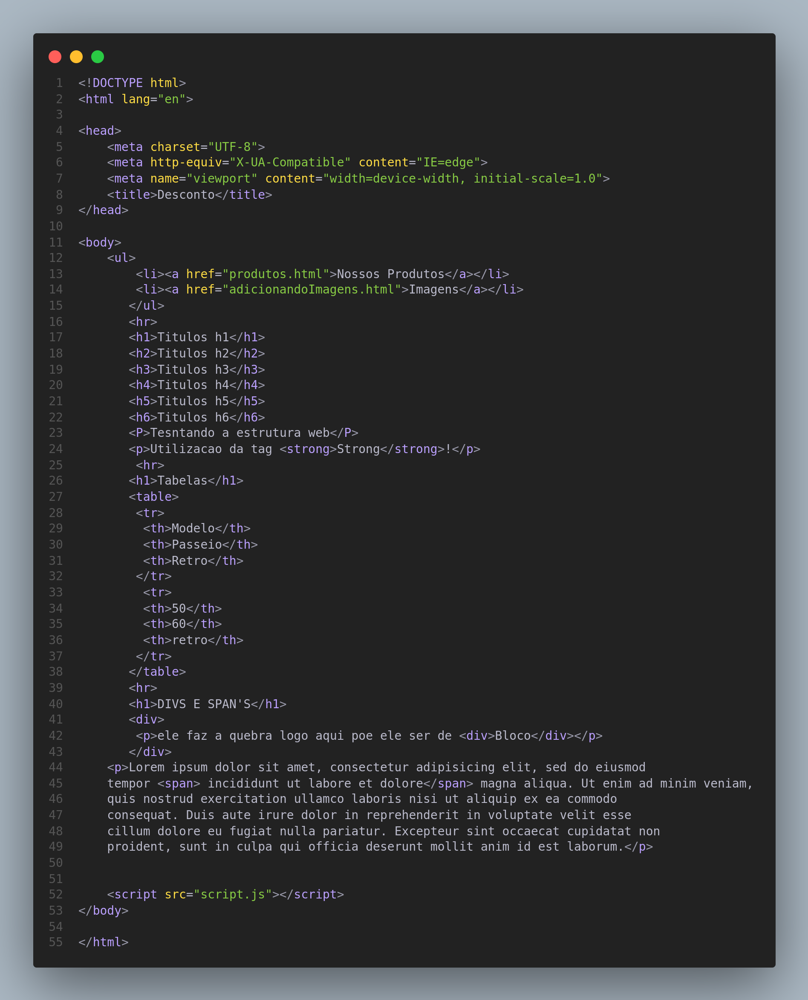 1 <!DOCTYPE html>
2 <html lang="en">
3
4 <head>
5     <meta charset="UTF-8">
6     <meta http-equiv="X-UA-Compatible" content="IE=edge">
7     <meta name="viewport" content="width=device-width, initial-scale=1.0">
8     <title>Desconto</title>
9 </head>
10
11 <body>
12     <ul>
13         <li><a href="produtos.html">Nossos Produtos</a></li>
14         <li><a href="adicionandoImagens.html">Imagens</a></li>
15        </ul>
16        <hr>
17        <h1>Titulos h1</h1>
18        <h2>Titulos h2</h2>
19        <h3>Titulos h3</h3>
20        <h4>Titulos h4</h4>
21        <h5>Titulos h5</h5>
22        <h6>Titulos h6</h6>
23        <P>Tesntando a estrutura web</P>
24        <p>Utilizacao da tag <strong>Strong</strong>!</p>
25         <hr>
26        <h1>Tabelas</h1>
27        <table>
28         <tr>
29          <th>Modelo</th>
30          <th>Passeio</th>
31          <th>Retro</th>
32         </tr>
33          <tr>
34          <th>50</th>
35          <th>60</th>
36          <th>retro</th>
37         </tr>
38        </table>
39        <hr>
40        <h1>DIVS E SPAN'S</h1>
41        <div>
42         <p>ele faz a quebra logo aqui poe ele ser de <div>Bloco</div></p>
43        </div>
44     <p>Lorem ipsum dolor sit amet, consectetur adipisicing elit, sed do eiusmod
45     tempor <span> incididunt ut labore et dolore</span> magna aliqua. Ut enim ad minim veniam,
46     quis nostrud exercitation ullamco laboris nisi ut aliquip ex ea commodo
47     consequat. Duis aute irure dolor in reprehenderit in voluptate velit esse
48     cillum dolore eu fugiat nulla pariatur. Excepteur sint occaecat cupidatat non
49     proident, sunt in culpa qui officia deserunt mollit anim id est laborum.</p>
50
51
52     <script src="script.js"></script>
53 </body>
54
55 </html>